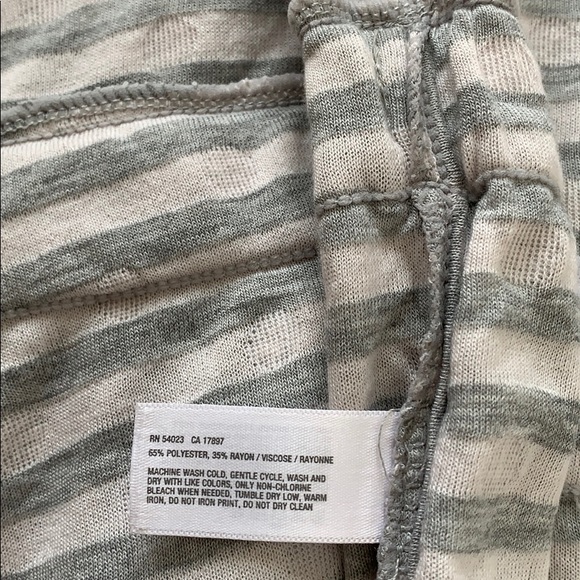 RN 54023 CA 17897
65% POLYESTER, 35% RAYON / VISCOSE / RAYONNE
MACHINE WASH COLD, GENTLE CYCLE, WASH AND
DRY WITH LIKE COLORS, ONLY NON-CHLORINE
BLEACH WHEN NEEDED, TUMBLE DRY LOW, WARM
IRON, DO NOT IRON PRINT, DO NOT DRY CLEAN